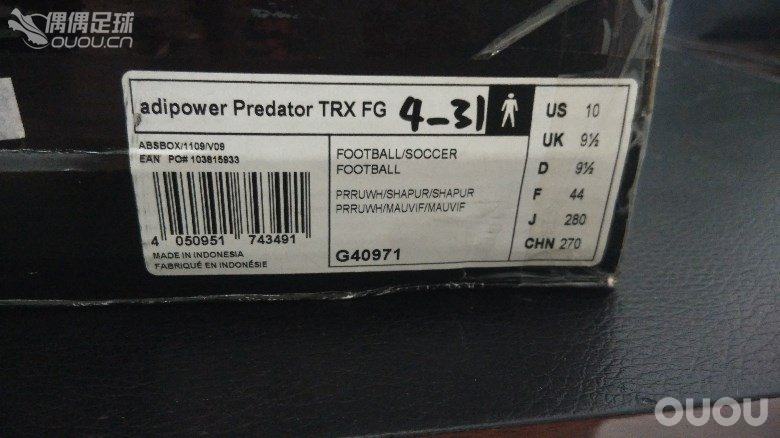 偶偶足球
OUOU.CN
adipower Predator TRX FG 4-31
ABSBOX/1109/V09
EAN PO# 103615933
4 050951 743491
MADE IN INDONESIA
FABRIQUÉ EN INDONÉSIE
FOOTBALL/SOCCER
FOOTBALL
PRRUWH/SHAPUR/SHAPUR
PRRUWH/MAUVIF/MAUVIF
G40971
US 10
UK 9½
D 9½
F 44
J 280
CHN 270
OUOU